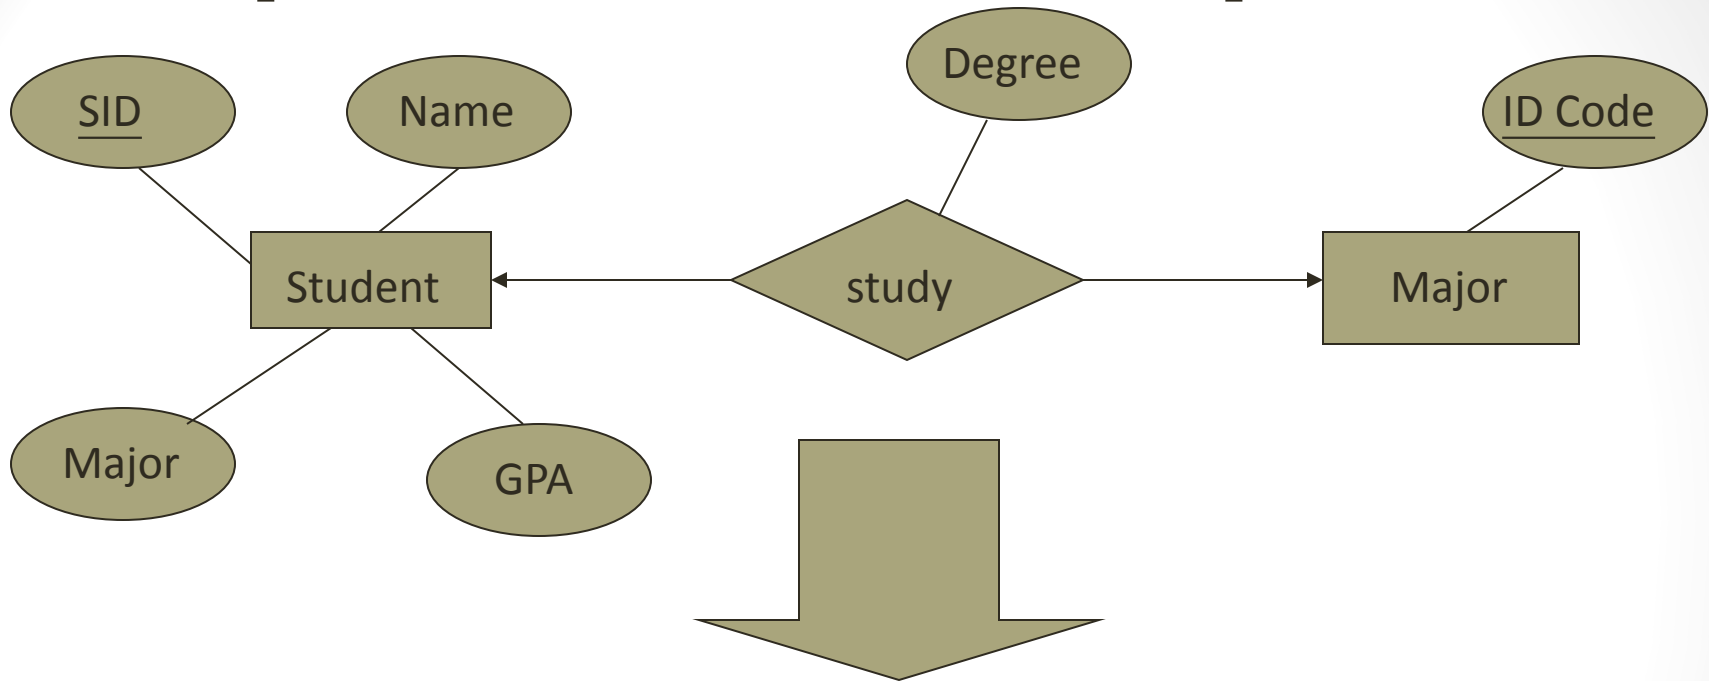 Degree
SID
Name
ID Code
Student
study
Major
Major
GPA